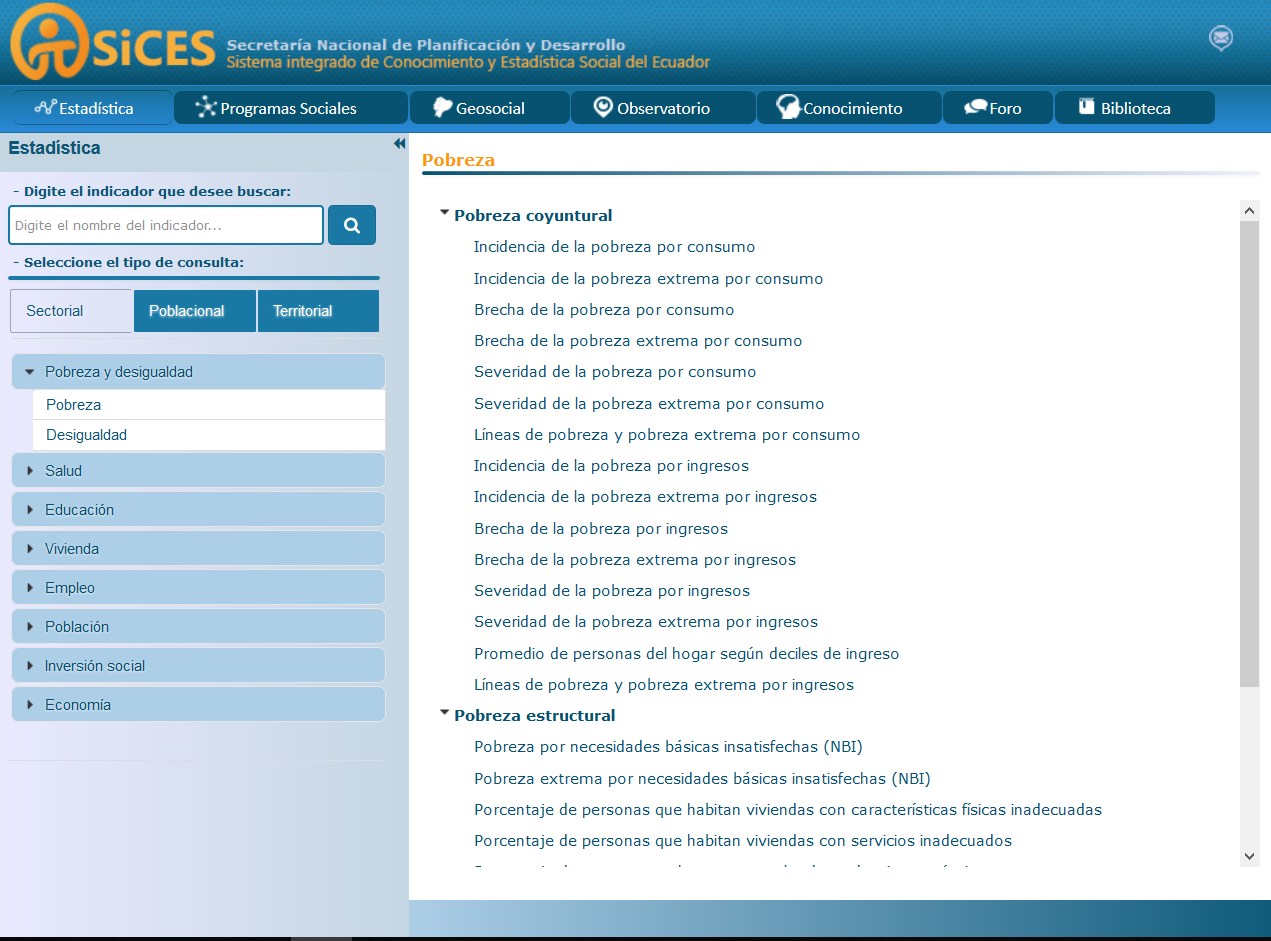 SiCES
Secretaría Nacional de Planificación y Desarrollo
Sistema integrado de Conocimiento y Estadística Social del Ecuador
Estadística
Programas Sociales
Geosocial
Observatorio
Conocimiento
Foro
Biblioteca
Estadística
- Digite el indicador que desee buscar:
Digite el nombre del indicador...
- Seleccione el tipo de consulta:
Sectorial
Poblacional
Territorial
Pobreza y desigualdad
Pobreza
Desigualdad
Salud
Educación
Vivienda
Empleo
Población
Inversión social
Economía
Pobreza
Pobreza coyuntural
Incidencia de la pobreza por consumo
Incidencia de la pobreza extrema por consumo
Brecha de la pobreza por consumo
Brecha de la pobreza extrema por consumo
Severidad de la pobreza por consumo
Severidad de la pobreza extrema por consumo
Líneas de pobreza y pobreza extrema por consumo
Incidencia de la pobreza por ingresos
Incidencia de la pobreza extrema por ingresos
Brecha de la pobreza por ingresos
Brecha de la pobreza extrema por ingresos
Severidad de la pobreza por ingresos
Severidad de la pobreza extrema por ingresos
Promedio de personas del hogar según deciles de ingreso
Líneas de pobreza y pobreza extrema por ingresos
Pobreza estructural
Pobreza por necesidades básicas insatisfechas (NBI)
Pobreza extrema por necesidades básicas insatisfechas (NBI)
Porcentaje de personas que habitan viviendas con características físicas inadecuadas
Porcentaje de personas que habitan viviendas con servicios inadecuados